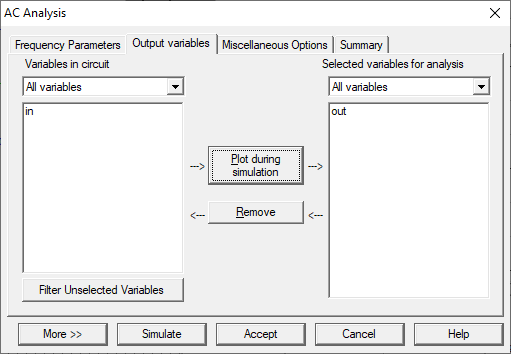 AC Analysis
Frequency Parameters Output variables Miscellaneous Options Summary
Variables in circuit
All variables
in
Filter Unselected Variables
---> Plot during simulation --->
<--- Remove <---
Selected variables for analysis
All variables
out
More >> Simulate Accept Cancel Help